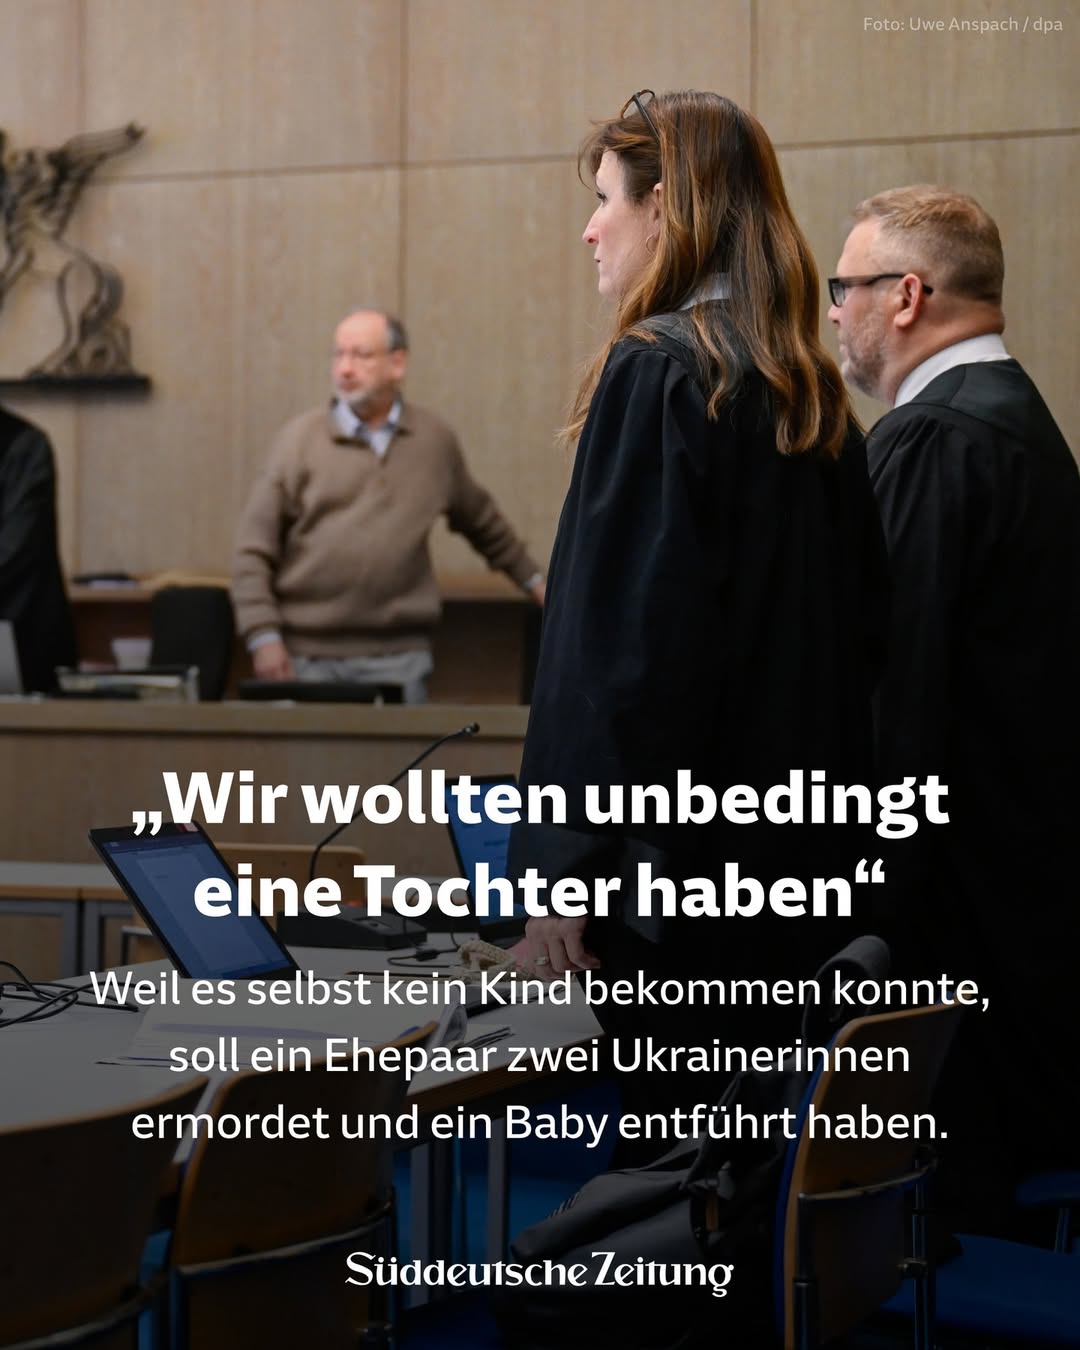 Foto: Uwe Anspach / dpa
„Wir wollten unbedingt
eine Tochter haben“
Weil es selbst kein Kind bekommen konnte,
soll ein Ehepaar zwei Ukrainerinnen
ermordet und ein Baby entführt haben.
Süddeutsche Zeitung